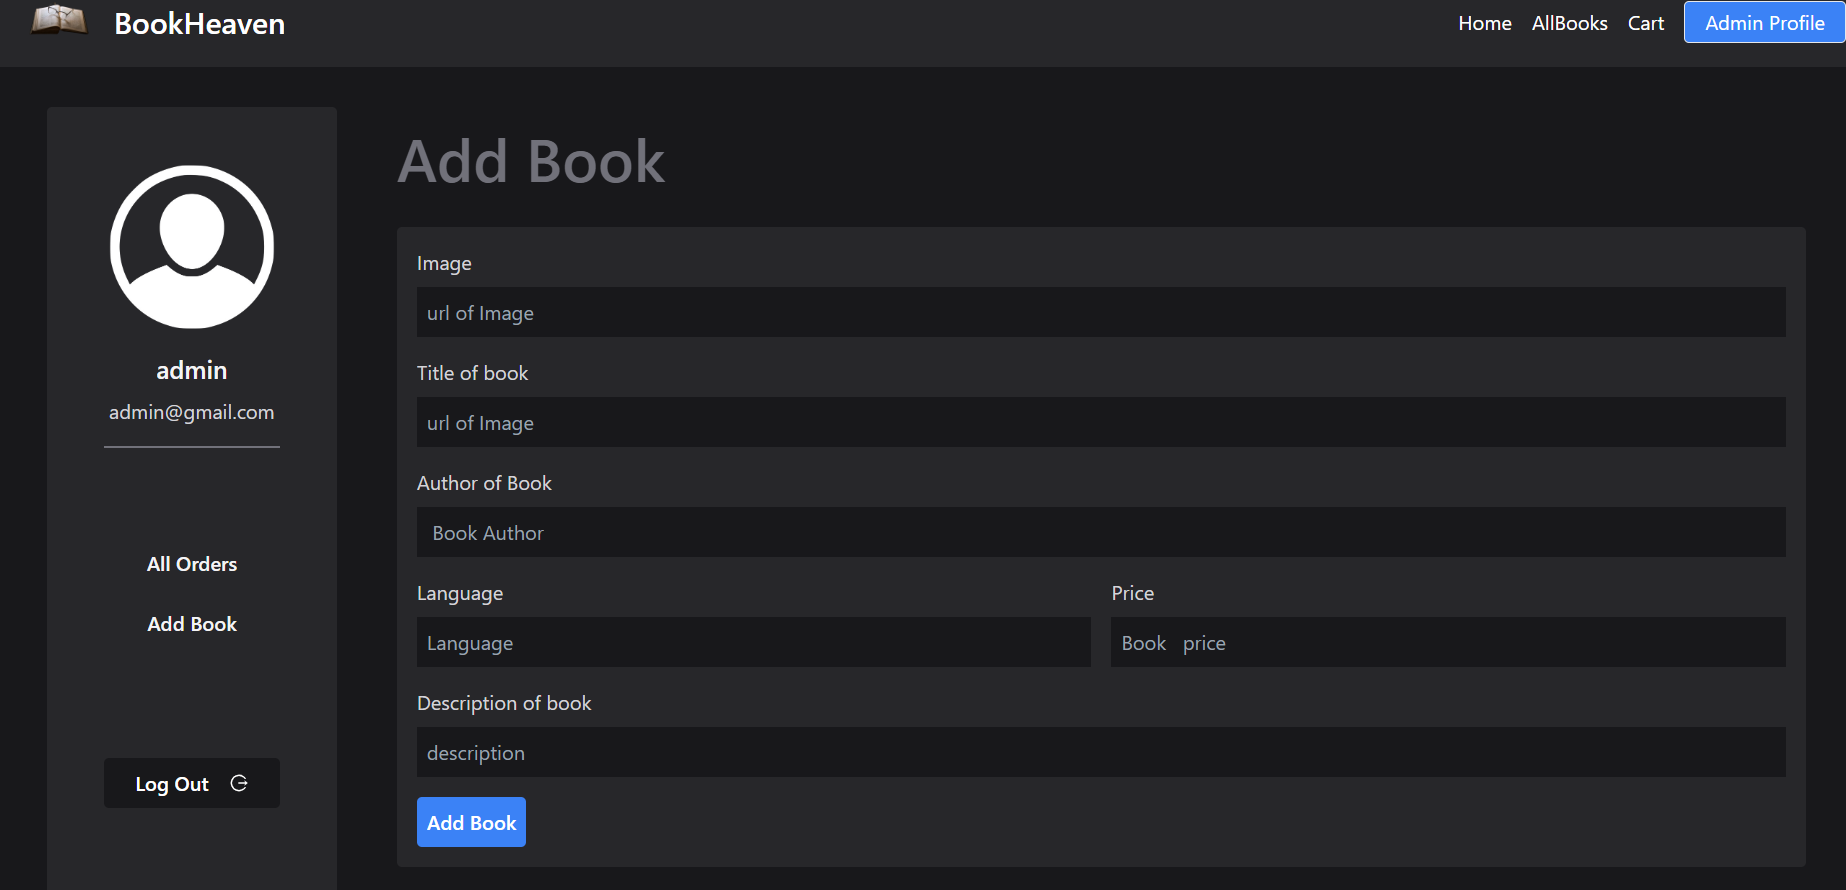 BookHeaven
Home AllBooks Cart Admin Profile
admin
admin@gmail.com
All Orders
Add Book
Log Out
Add Book
Image
url of Image
Title of book
url of Image
Author of Book
Book Author
Language Price
Language Book price
Description of book
description
Add Book